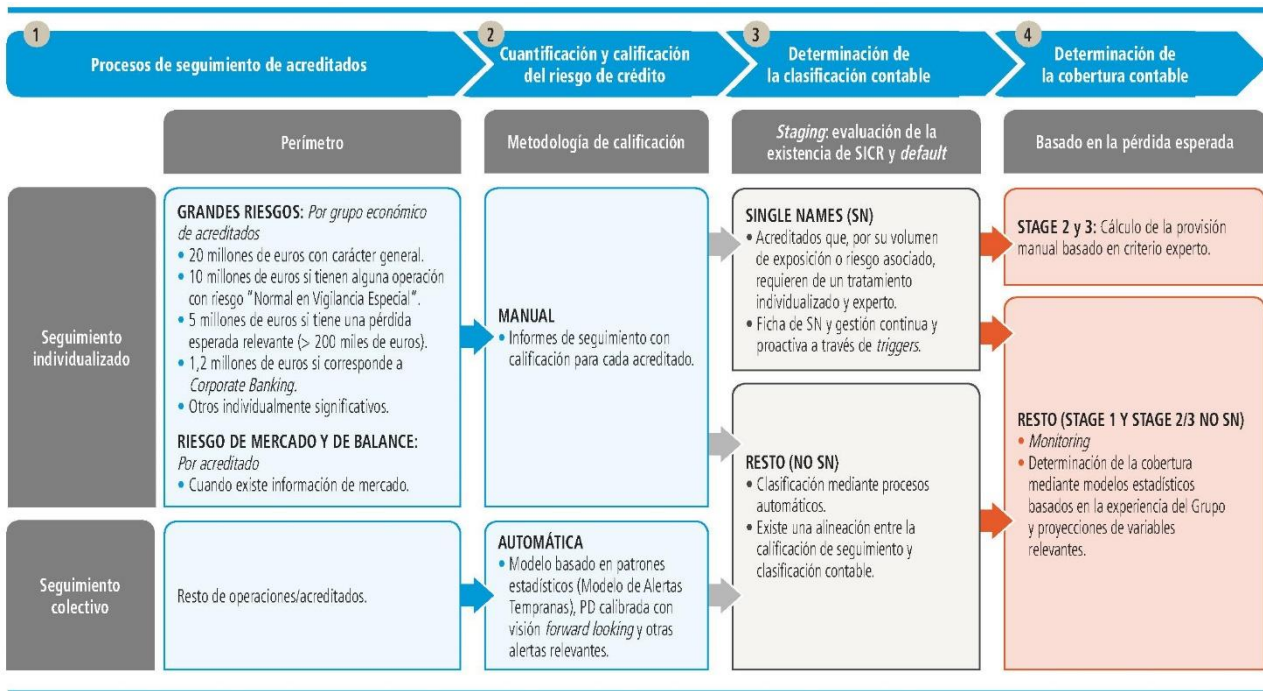 1
Procesos de seguimiento de acreditados
2
Cuantificación y calificación
del riesgo de crédito
3
Determinación de
la clasificación contable
4
Determinación de
la cobertura contable
Perímetro
Metodología de calificación
Staging: evaluación de la
existencia de SICR y default
Basado en la pérdida esperada
Seguimiento
individualizado
GRANDES RIESGOS: Por grupo económico
de acreditados
• 20 millones de euros con carácter general.
• 10 millones de euros si tienen alguna operación
con riesgo "Normal en Vigilancia Especial".
• 5 millones de euros si tiene una pérdida
esperada relevante (> 200 miles de euros).
• 1,2 millones de euros si corresponde a
Corporate Banking.
• Otros individualmente significativos.
RIESGO DE MERCADO Y DE BALANCE:
Por acreditado
• Cuando existe información de mercado.
MANUAL
• Informes de seguimiento con
calificación para cada acreditado.
SINGLE NAMES (SN)
• Acreditados que, por su volumen
de exposición o riesgo asociado,
requieren de un tratamiento
individualizado y experto.
• Ficha de SN y gestión continua y
proactiva a través de triggers.
STAGE 2 y 3: Cálculo de la provisión
manual basado en criterio experto.
RESTO (NO SN)
• Clasificación mediante procesos
automáticos.
• Existe una alineación entre la
calificación de seguimiento y
clasificación contable.
RESTO (STAGE 1 Y STAGE 2/3 NO SN)
• Monitoring
• Determinación de la cobertura
mediante modelos estadísticos
basados en la experiencia del Grupo
y proyecciones de variables
relevantes.
Seguimiento
colectivo
Resto de operaciones/acreditados.
AUTOMÁTICA
• Modelo basado en patrones
estadísticos (Modelo de Alertas
Tempranas), PD calibrada con
visión forward looking y otras
alertas relevantes.